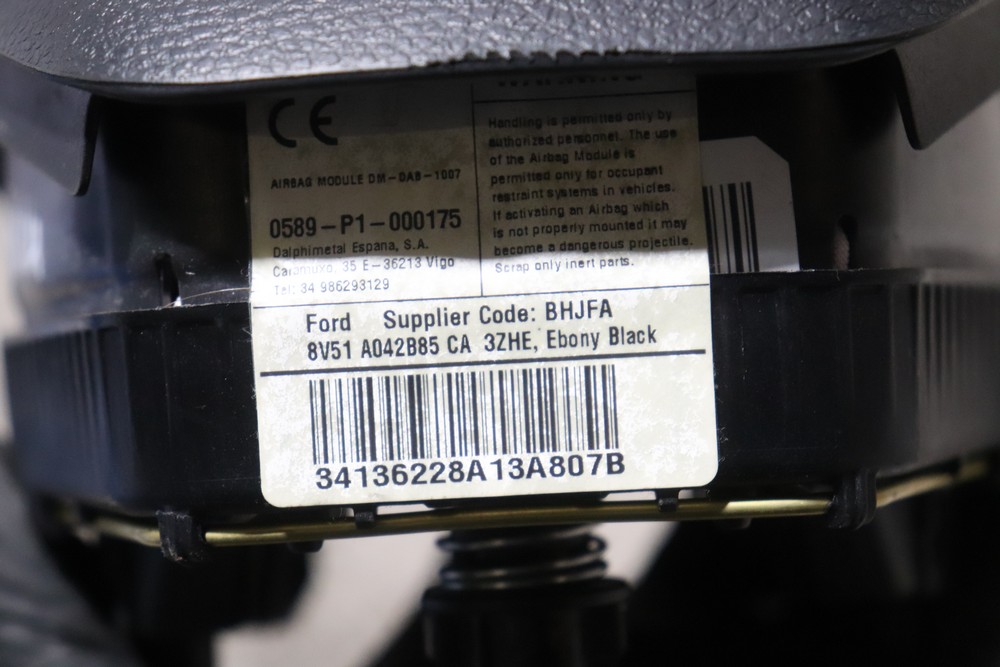 CE
AIRBAG MODULE DM-DAB-1007
0589-P1-000175
Dalphimetal Espana, S.A.
Caramuxo, 35 E-36213 Vigo
Tel: 34 986293129
Handling is permitted only by
authorized personnel. The use
of the Airbag Module is
permitted only for occupant
restraint systems in vehicles.
If activating an Airbag which
is not properly mounted it may
become a dangerous projectile.
Scrap only inert parts.
Ford Supplier Code: BHJFA
8V51 A042B85 CA 3ZHE, Ebony Black
34136228A13A807B